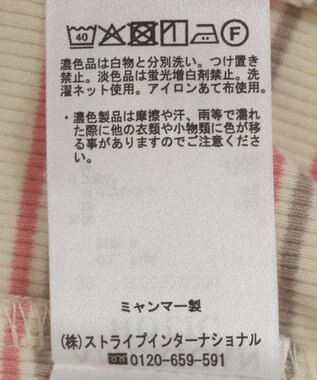 40 F
濃色品は白物と分別洗い。つけ置き
禁止。淡色品は蛍光増白剤禁止。洗
濯ネット使用。アイロンあて布使用。
・濃色製品は摩擦や汗、雨等で濡れ
た際に他の衣類や小物類に色が移
る事がありますのでご注意くださ
い。
ミャンマー製
(株)ストライプインターナショナル
0120-659-591